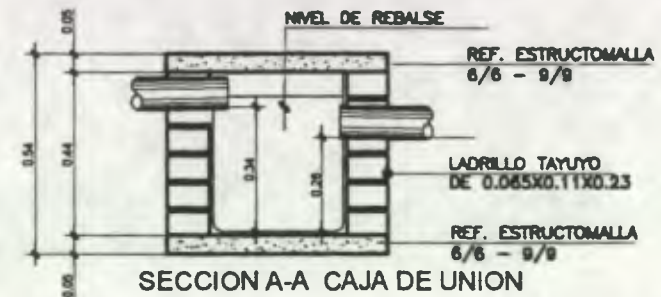 NIVEL DE REBALSE
0.05
REF. ESTRUCTOMALLA
6/6 - 9/9
0.54
0.44
0.34
0.26
LADRILLO TAYUYO
DE 0.065X0.11X0.23
REF. ESTRUCTOMALLA
6/6 - 9/9
0.05
SECCION A-A CAJA DE UNION